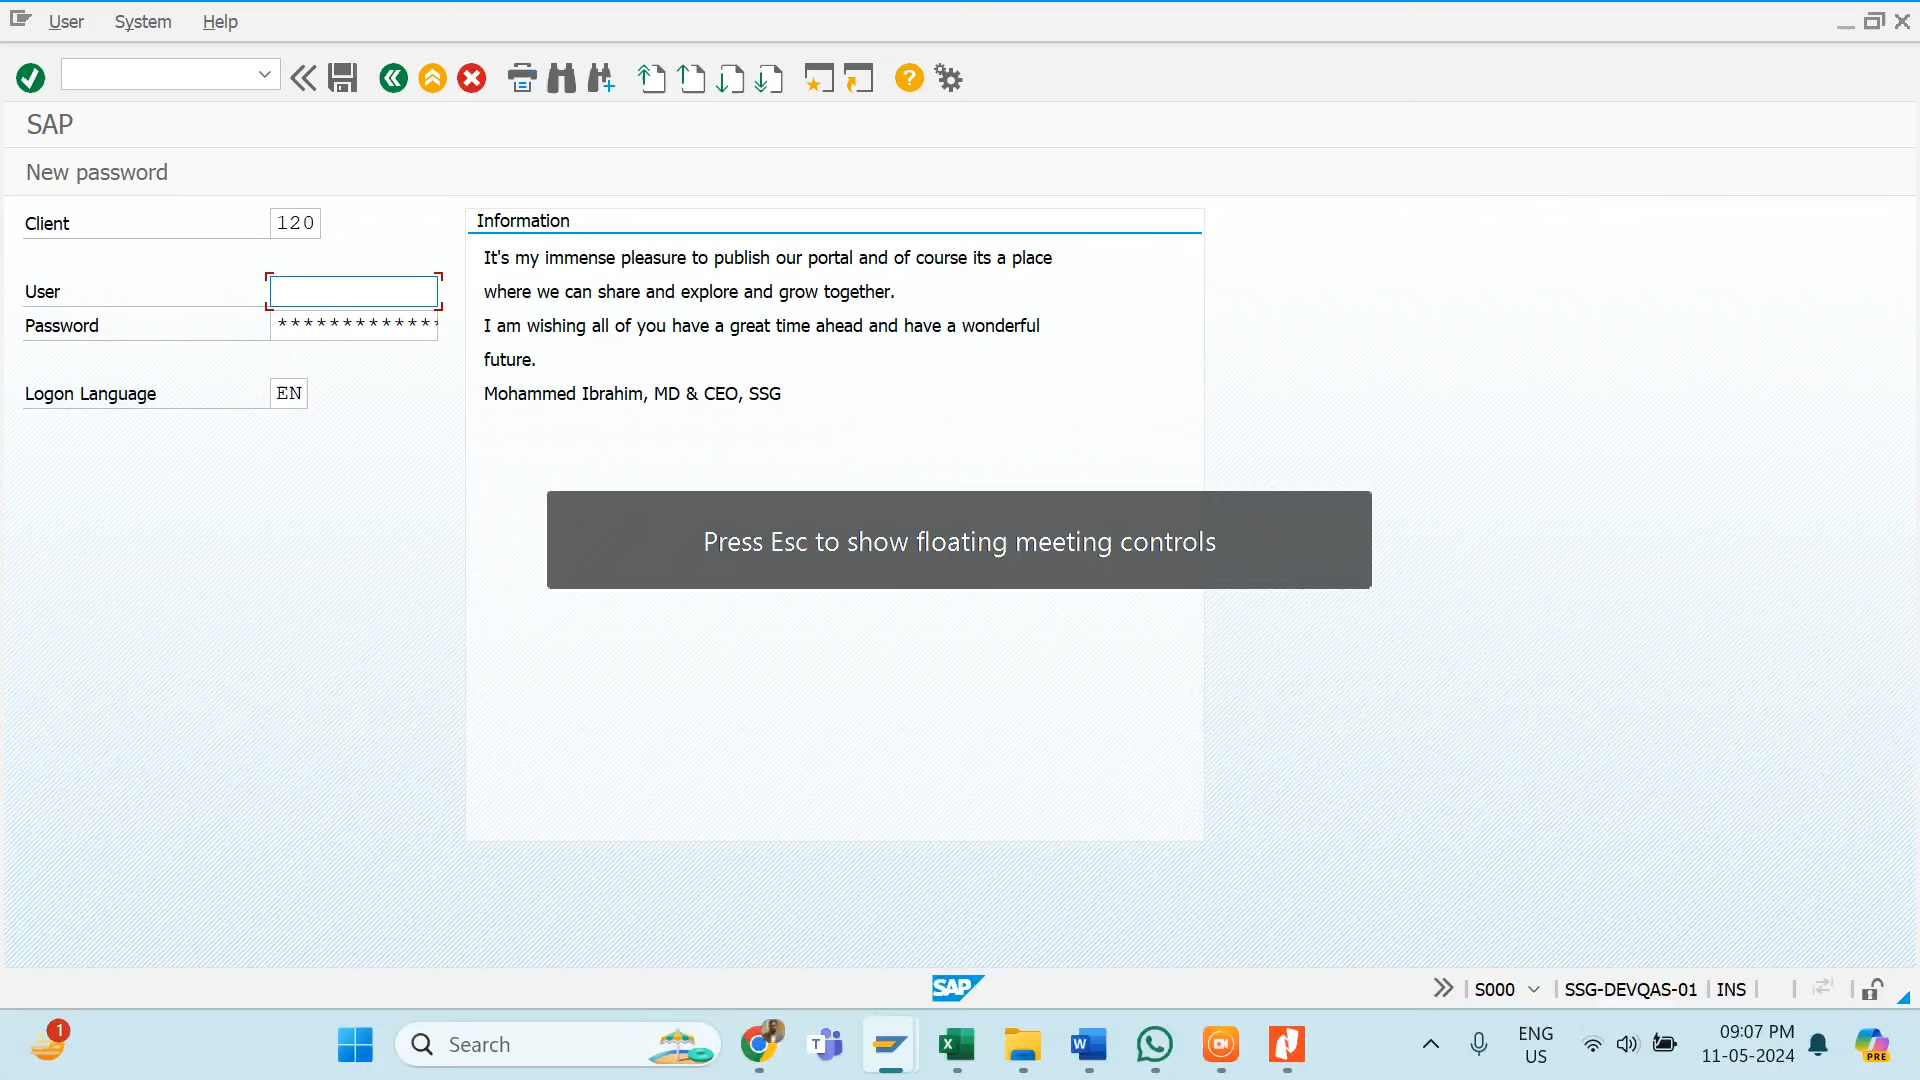 User System Help
SAP
New password
Client 120
User
Password *************
Logon Language EN
Information
It's my immense pleasure to publish our portal and of course its a place
where we can share and explore and grow together.
I am wishing all of you have a great time ahead and have a wonderful
future.
Mohammed Ibrahim, MD & CEO, SSG
Press Esc to show floating meeting controls
SAP
S000 SSG-DEVQAS-01 INS
1
Search
ENG
US
09:07 PM
11-05-2024
PRE